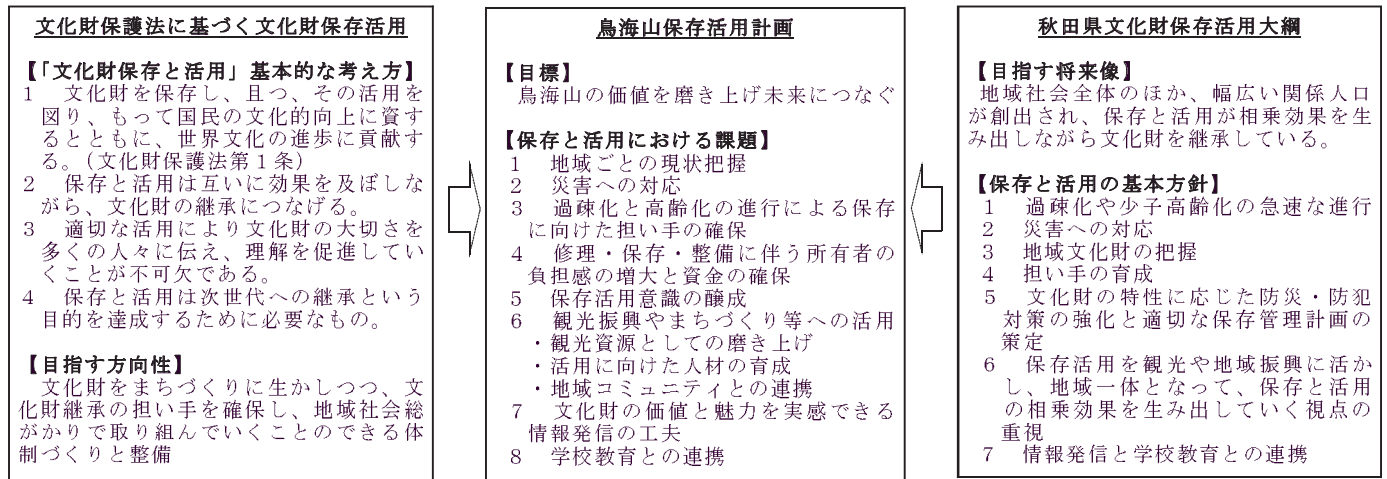 文化財保護法に基づく文化財保存活用
【「文化財保存と活用」基本的な考え方】
1 文化財を保存し、且つ、その活用を
図り、もって国民の文化的向上に資す
るとともに、世界文化の進歩に貢献す
る。(文化財保護法第1条)
2 保存と活用は互いに効果を及ぼしな
がら、文化財の継承につなげる。
3 適切な活用により文化財の大切さを
多くの人々に伝え、理解を促進してい
くことが不可欠である。
4 保存と活用は次世代への継承という
目的を達成するために必要なもの。
【目指す方向性】
文化財をまちづくりに生かしつつ、文
化財継承の担い手を確保し、地域社会総
がかりで取り組んでいくことのできる体
制づくりと整備
鳥海山保存活用計画
【目標】
鳥海山の価値を磨き上げ未来につなぐ
【保存と活用における課題】
1 地域ごとの現状把握
2 災害への対応
3 過疎化と高齢化の進行による保存
に向けた担い手の確保
4 修理・保存・整備に伴う所有者の
負担感の増大と資金の確保
5 保存活用意識の醸成
6 観光振興やまちづくり等への活用
・観光資源としての磨き上げ
・活用に向けた人材の育成
・地域コミュニティとの連携
7 文化財の価値と魅力を実感できる
情報発信の工夫
8 学校教育との連携
秋田県文化財保存活用大綱
【目指す将来像】
地域社会全体のほか、幅広い関係人口
が創出され、保存と活用が相乗効果を生
み出しながら文化財を継承している。
【保存と活用の基本方針】
1 過疎化や少子高齢化の急速な進行
2 災害への対応
3 地域文化財の把握
4 担い手の育成
5 文化財の特性に応じた防災・防犯
対策の強化と適切な保存管理計画の
策定
6 保存活用を観光や地域振興に活か
し、地域一体となって、保存と活用
の相乗効果を生み出していく視点の
重視
7 情報発信と学校教育との連携